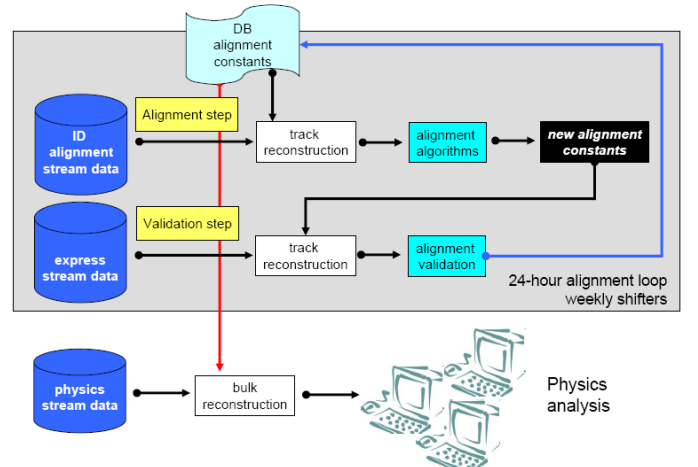 DB
alignment
constants
Alignment step
ID
alignment
stream data
track
reconstruction
alignment
algorithms
new alignment
constants
Validation step
express
stream data
track
reconstruction
alignment
validation
24-hour alignment loop
weekly shifters
physics
stream data
bulk
reconstruction
Physics
analysis